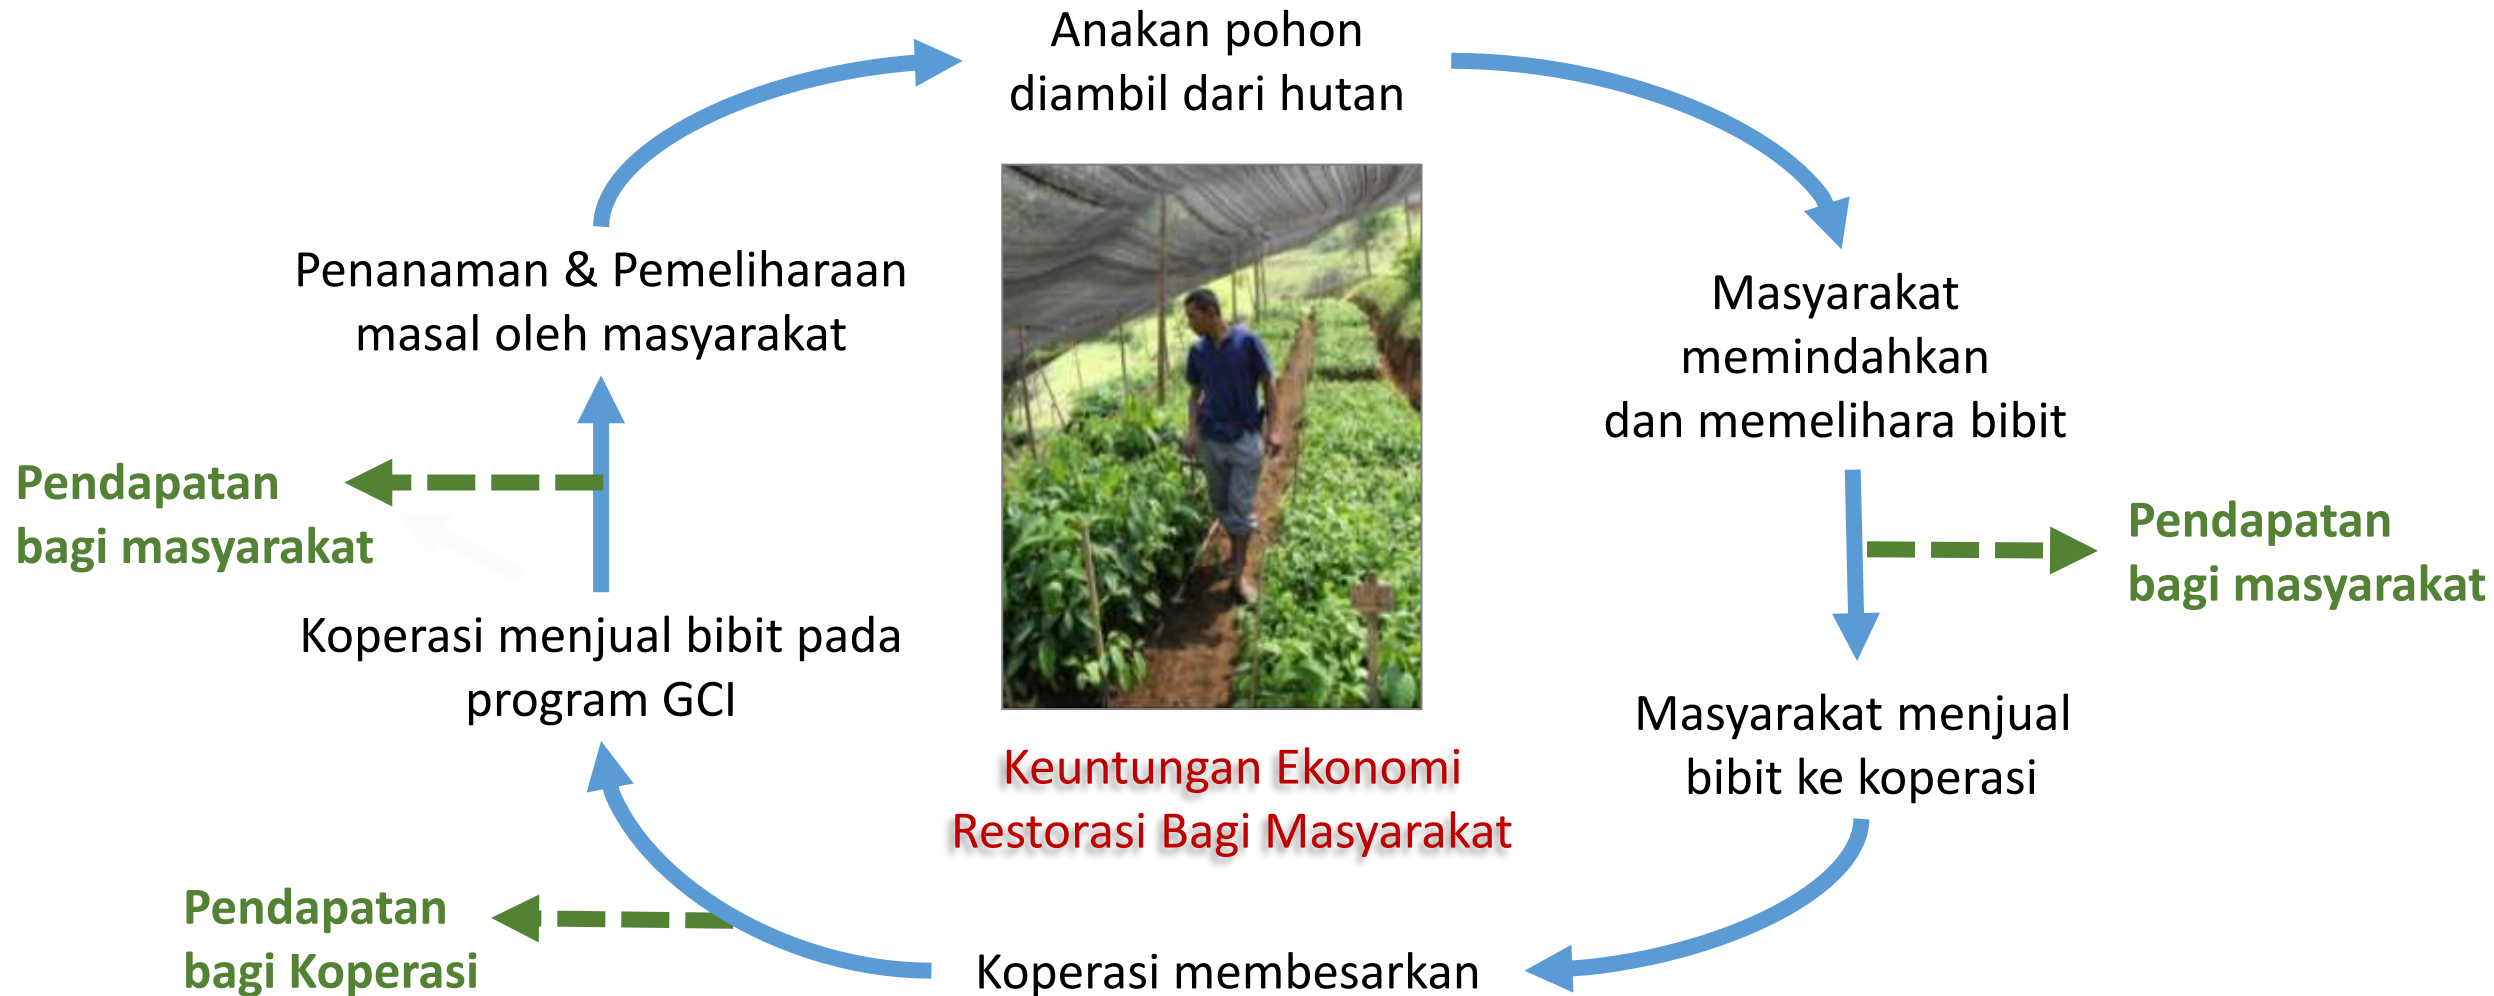 Anakan pohon
diambil dari hutan
Masyarakat
memindahkan
dan memelihara bibit
Pendapatan
bagi masyarakat
Masyarakat menjual
bibit ke koperasi
Koperasi membesarkan
Pendapatan
bagi Koperasi
Koperasi menjual bibit pada
program GCI
Pendapatan
bagi masyarakat
Penanaman & Pemeliharaan
masal oleh masyarakat
Keuntungan Ekonomi
Restorasi Bagi Masyarakat